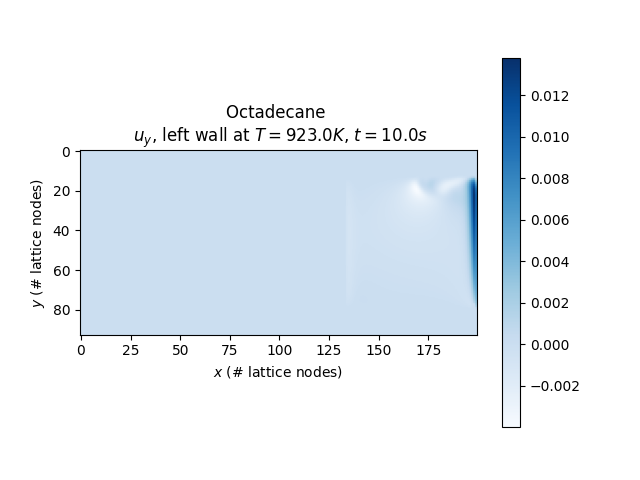 Octadecane
u_y, left wall at T = 923.0K, t = 10.0s
0
20
40
60
80
y (# lattice nodes)
0 25 50 75 100 125 150 175
x (# lattice nodes)
0.012
0.010
0.008
0.006
0.004
0.002
0.000
−0.002